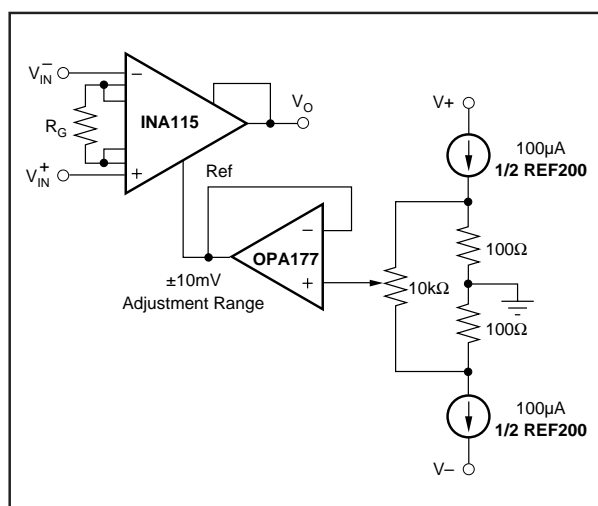 V−IN
RG
V+IN
−
+
INA115
VO
Ref
−
+
OPA177
±10mV
Adjustment Range
10kΩ
V+
100µA
1/2 REF200
100Ω
100Ω
100µA
1/2 REF200
V−